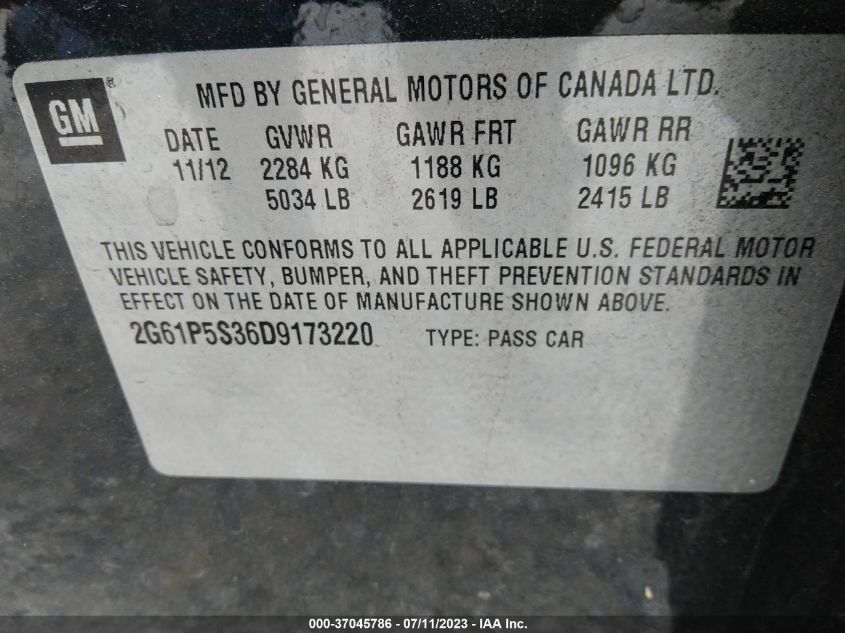 GM®
MFD BY GENERAL MOTORS OF CANADA LTD.
DATE GVWR GAWR FRT GAWR RR
11/12 2284 KG 1188 KG 1096 KG
5034 LB 2619 LB 2415 LB
THIS VEHICLE CONFORMS TO ALL APPLICABLE U.S. FEDERAL MOTOR
VEHICLE SAFETY, BUMPER, AND THEFT PREVENTION STANDARDS IN
EFFECT ON THE DATE OF MANUFACTURE SHOWN ABOVE.
2G61P5S36D9173220 TYPE: PASS CAR
000-37045786 - 07/11/2023 - IAA Inc.